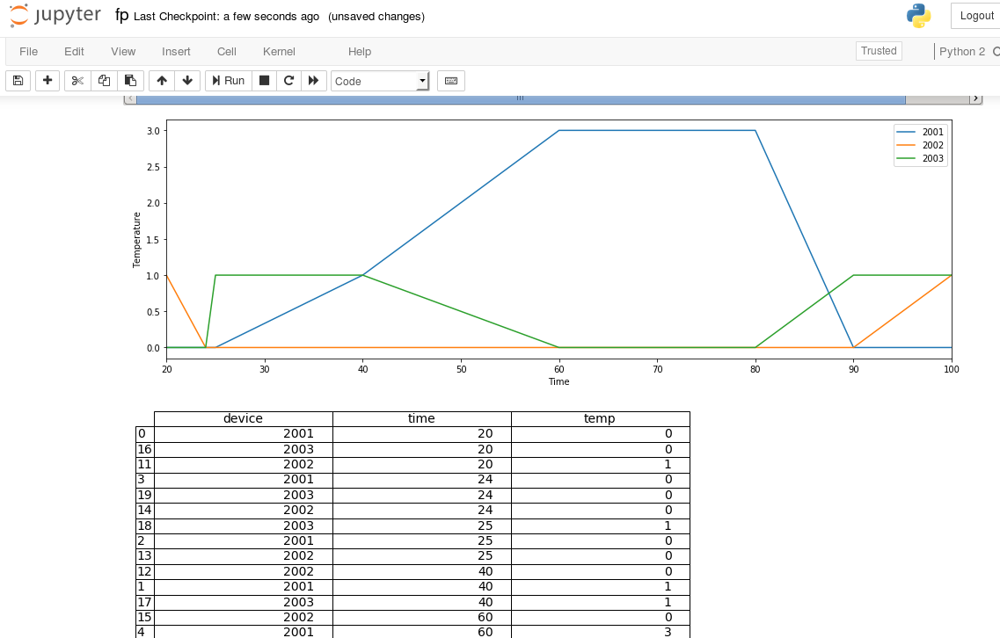 jupyter fp Last Checkpoint: a few seconds ago (unsaved changes) Logout
File Edit View Insert Cell Kernel Help Trusted Python 2
Run Code
3.0
2.5
2.0
1.5
1.0
0.5
0.0
Temperature
2001
2002
2003
20 30 40 50 60 70 80 90 100
Time
device time temp
0 2001 20 0
16 2003 20 0
11 2002 20 1
3 2001 24 0
19 2003 24 0
14 2002 24 0
18 2003 25 1
2 2001 25 0
13 2002 25 0
12 2002 40 0
1 2001 40 1
17 2003 40 1
15 2002 60 0
4 2001 60 3